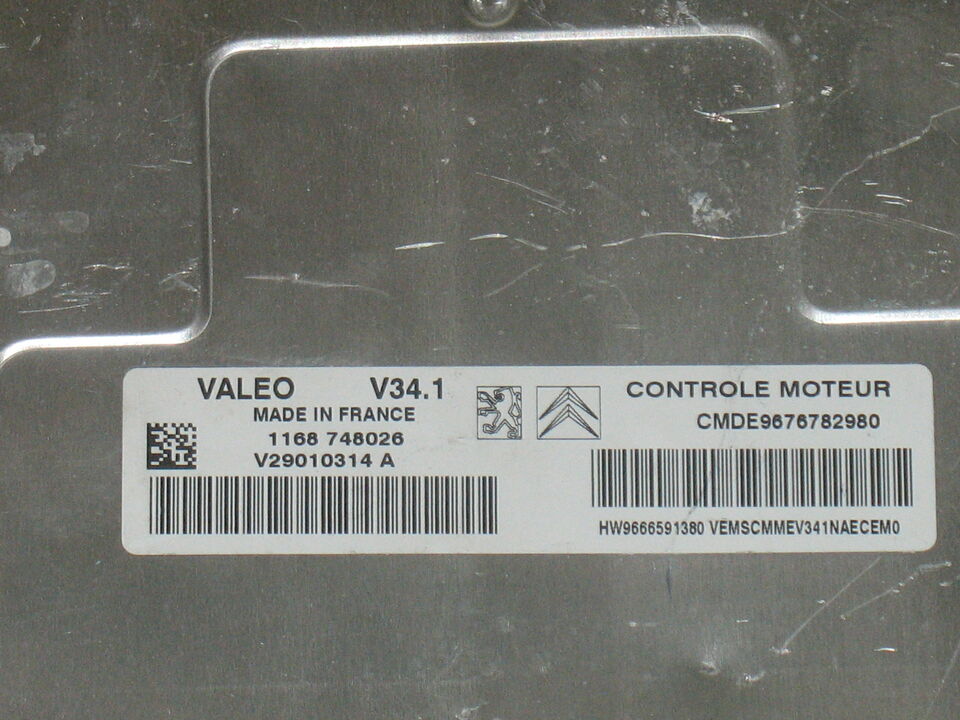 VALEO V34.1
MADE IN FRANCE
1168 748026
V29010314 A
CONTROLE MOTEUR
CMDE9676782980
HW9666591380 VEMSCMMEV341NAECEM0